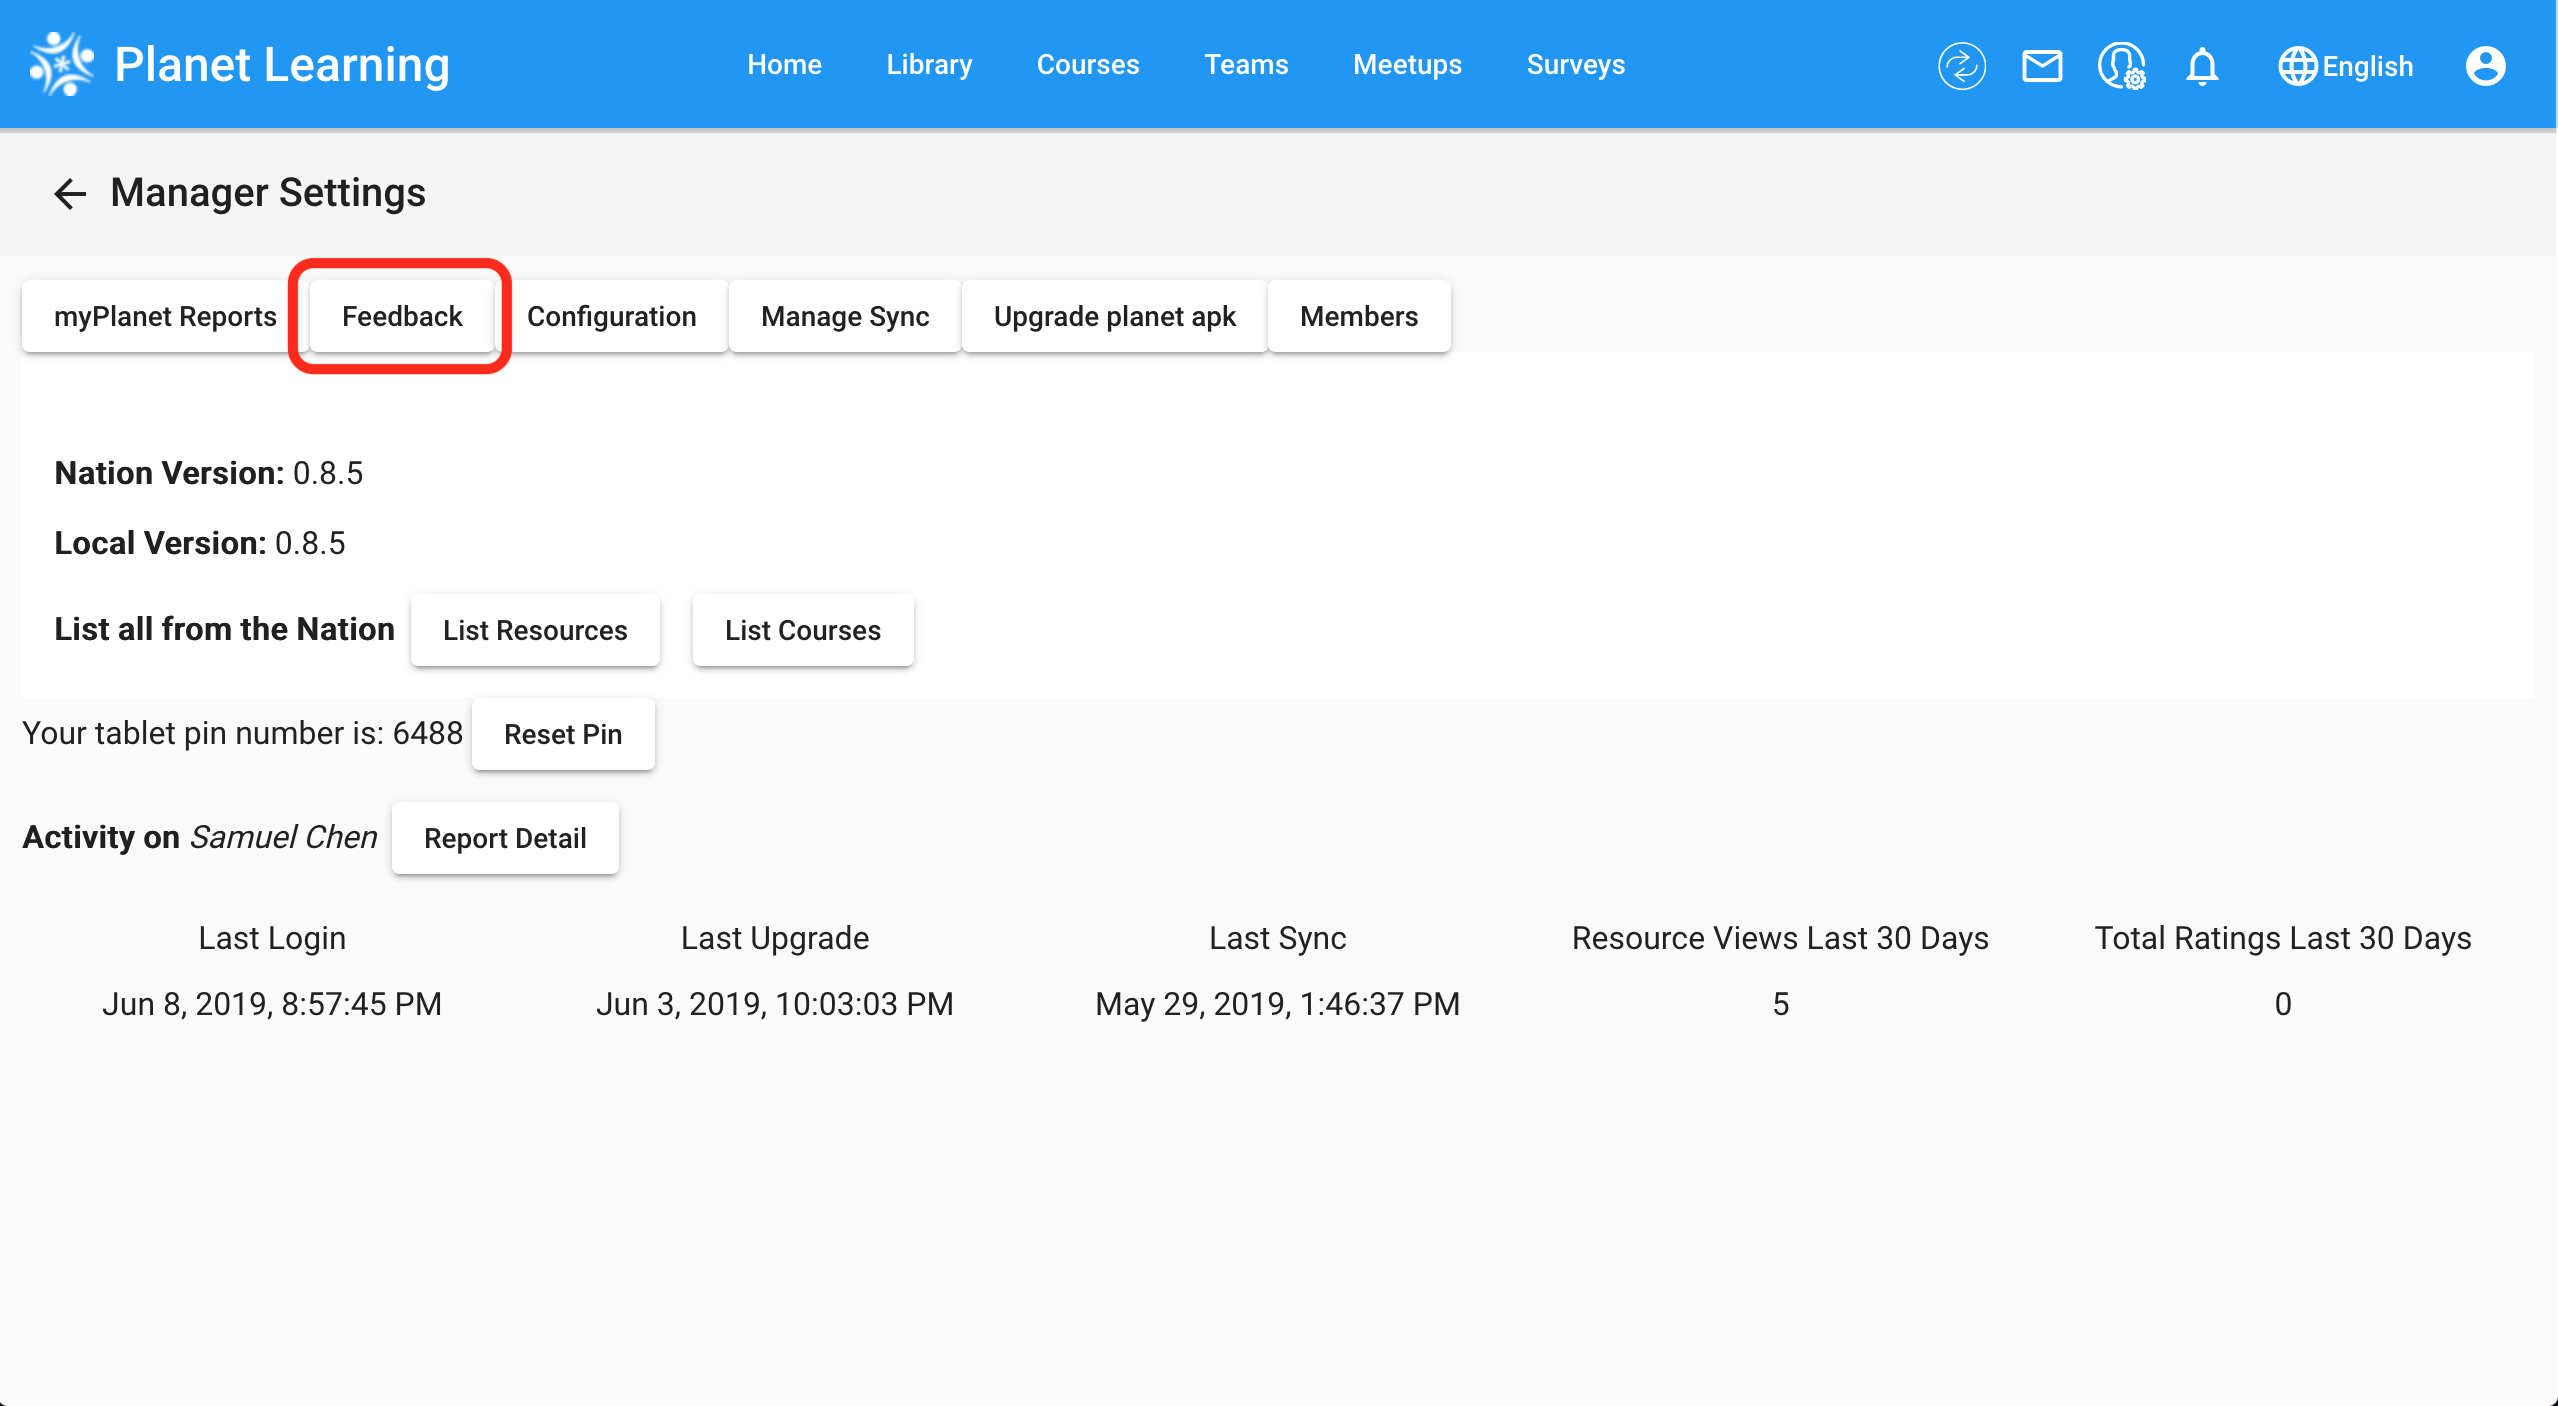 Planet Learning Home Library Courses Teams Meetups Surveys English
Manager Settings
myPlanet Reports Feedback Configuration Manage Sync Upgrade planet apk Members
Nation Version: 0.8.5
Local Version: 0.8.5
List all from the Nation List Resources List Courses
Your tablet pin number is: 6488 Reset Pin
Activity on Samuel Chen Report Detail
Last Login Last Upgrade Last Sync Resource Views Last 30 Days Total Ratings Last 30 Days
Jun 8, 2019, 8:57:45 PM Jun 3, 2019, 10:03:03 PM May 29, 2019, 1:46:37 PM 5 0